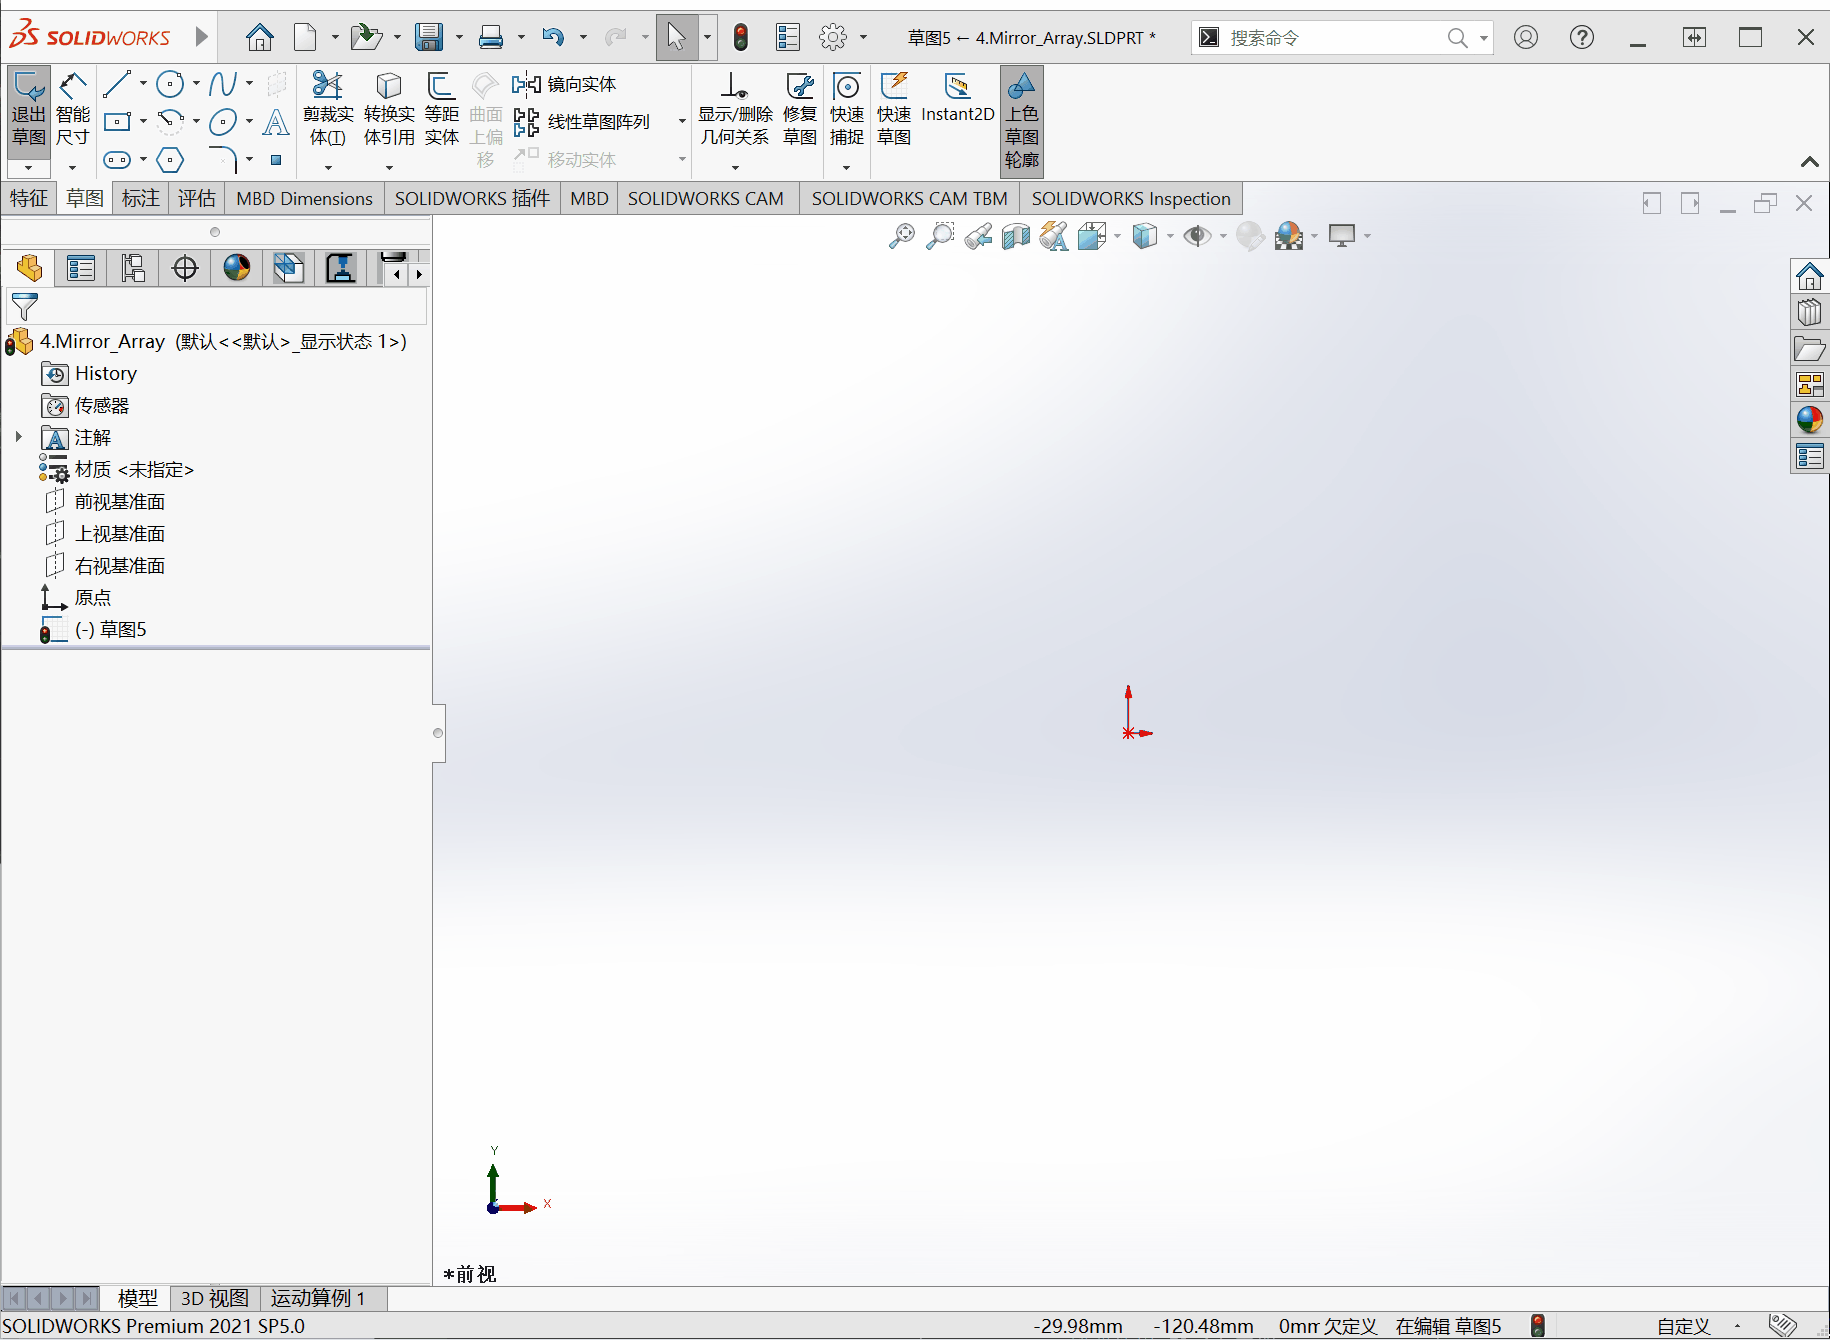 SOLIDWORKS
草图5 ← 4.Mirror_Array.SLDPRT *
搜索命令
退出草图
智能尺寸
剪裁实体(T)
转换实体引用
等距实体
曲面上偏移
镜向实体
线性草图阵列
移动实体
显示/删除几何关系
修复草图
快速捕捉
快速草图
Instant2D
上色草图轮廓
特征
草图
标注
评估
MBD Dimensions
SOLIDWORKS 插件
MBD
SOLIDWORKS CAM
SOLIDWORKS CAM TBM
SOLIDWORKS Inspection
4.Mirror_Array (默认<<默认>_显示状态 1>)
History
传感器
注解
材质 <未指定>
前视基准面
上视基准面
右视基准面
原点
(-) 草图5
Y
X
*前视
模型
3D 视图
运动算例 1
SOLIDWORKS Premium 2021 SP5.0
-29.98mm
-120.48mm
0mm 欠定义
在编辑 草图5
自定义